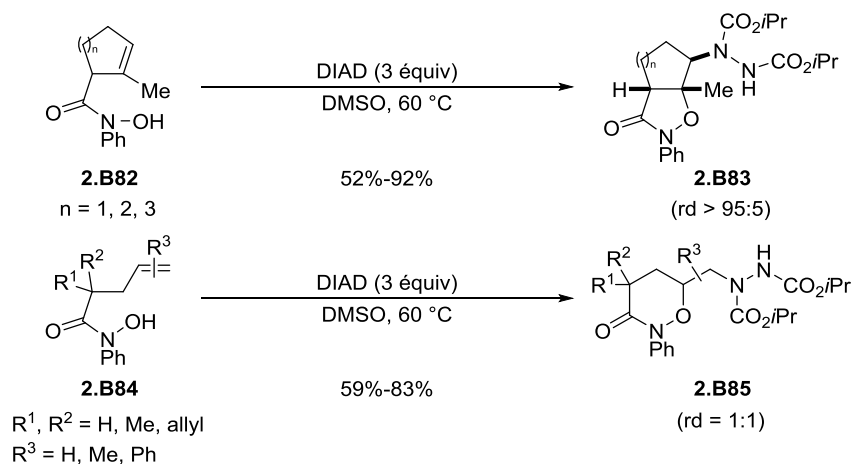 ( )n
Me
O
N
OH
Ph
2.B82
n = 1, 2, 3
DIAD (3 équiv)
DMSO, 60 °C
52%-92%
CO2iPr
N
N
H
CO2iPr
( )n
H
Me
O
O
N
Ph
2.B83
(rd > 95:5)
R3
R2
R1
O
N
OH
Ph
2.B84
R1, R2 = H, Me, allyl
R3 = H, Me, Ph
DIAD (3 équiv)
DMSO, 60 °C
59%-83%
R2
R3
H
R1
N
N
CO2iPr
O
O
CO2iPr
N
Ph
2.B85
(rd = 1:1)